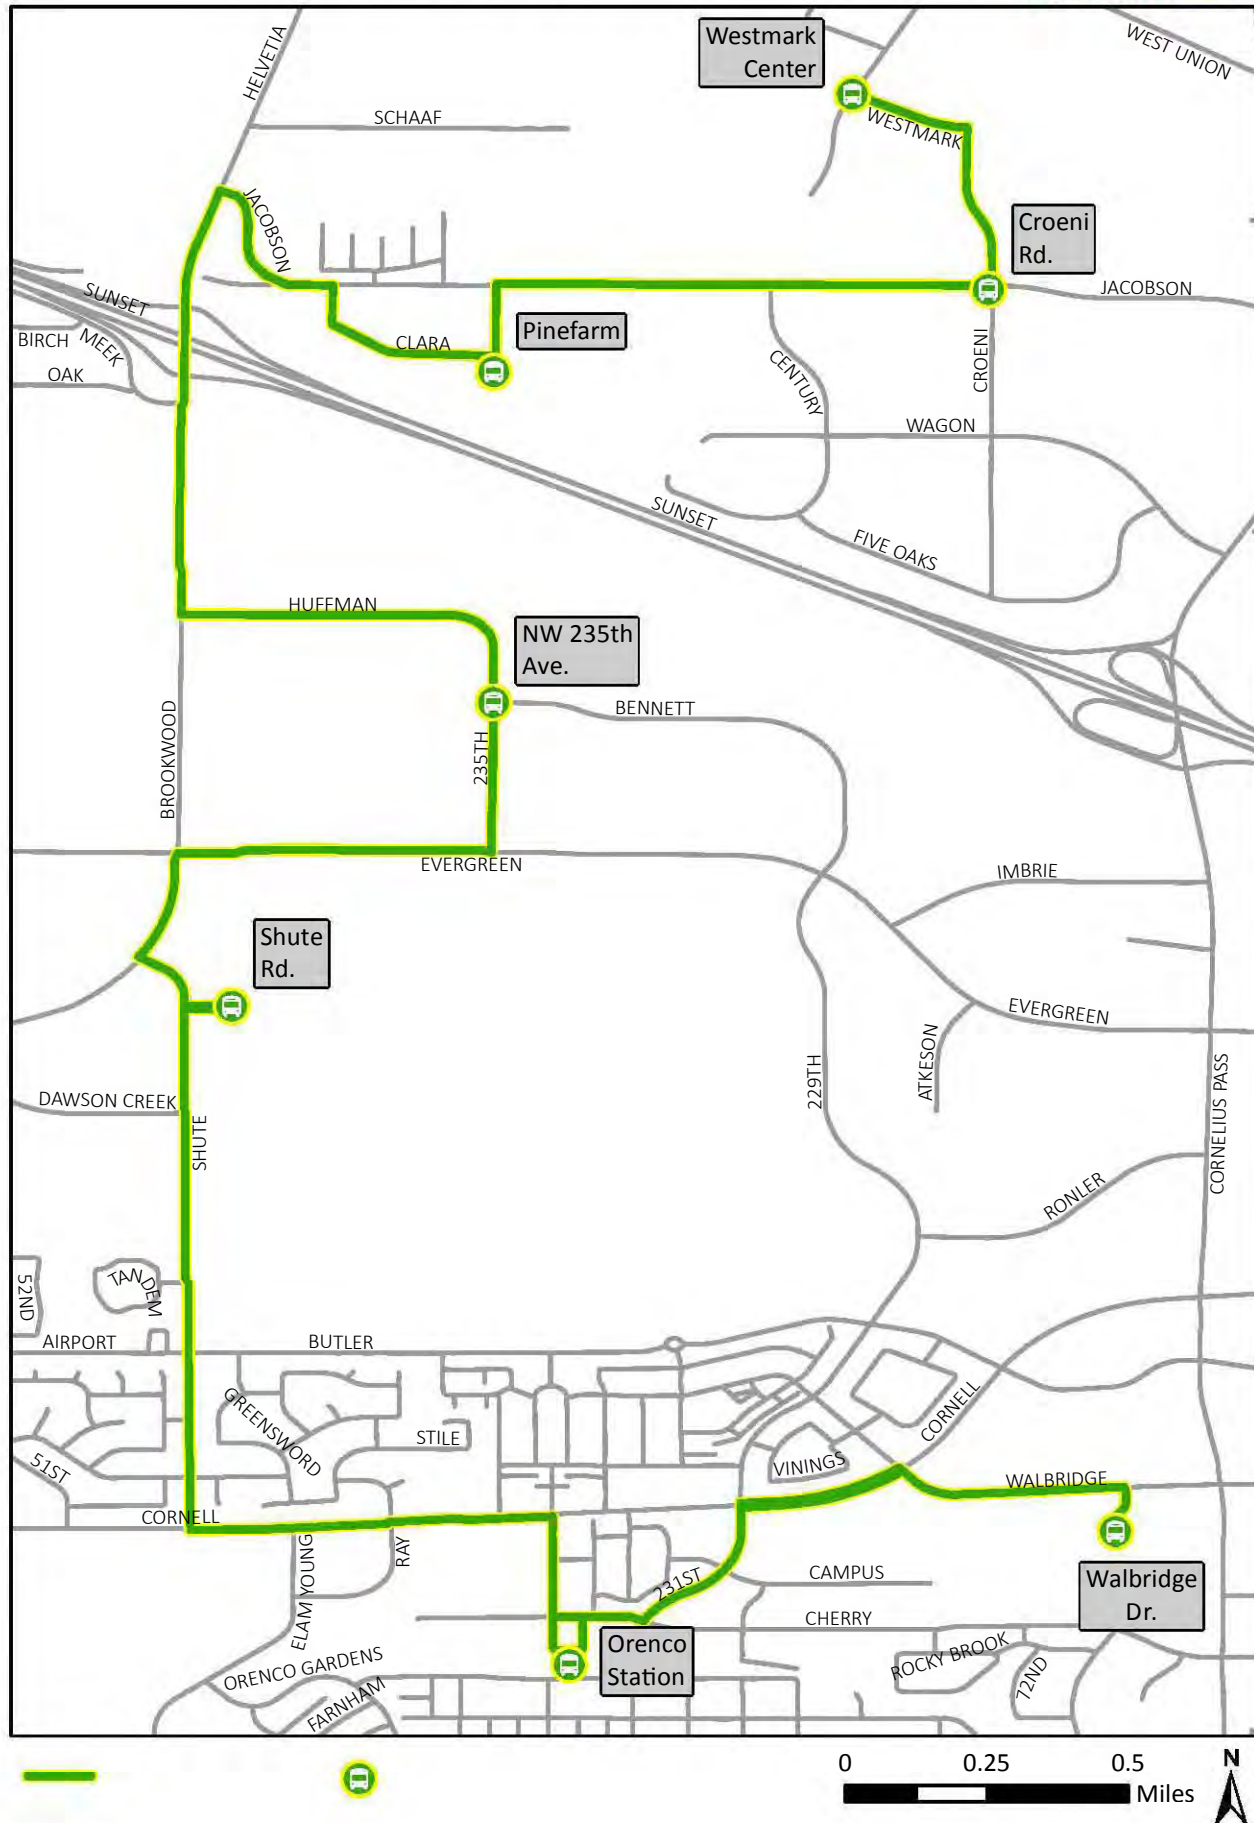 HELVETIA
Westmark
Center
WEST UNION
SCHAAF
WESTMARK
JACOBSON
Croeni
Rd.
SUNSET
JACOBSON
BIRCH
MEEK
CLARA
Pinefarm
OAK
CENTURY
CROENI
WAGON
SUNSET
FIVE OAKS
HUFFMAN
NW 235th
Ave.
BENNETT
BROOKWOOD
235TH
EVERGREEN
IMBRIE
Shute
Rd.
EVERGREEN
ATKESON
229TH
DAWSON CREEK
SHUTE
CORNELIUS PASS
RONLER
52ND
TANDEM
AIRPORT
BUTLER
GREENSWORD
STILE
CORNELL
51ST
VININGS
WALBRIDGE
CORNELL
ELAM YOUNG
RAY
231ST
CAMPUS
Walbridge
Dr.
CHERRY
Orenco
Station
ORENCO GARDENS
ROCKY BROOK
72ND
FARNHAM
0 0.25 0.5
Miles
N